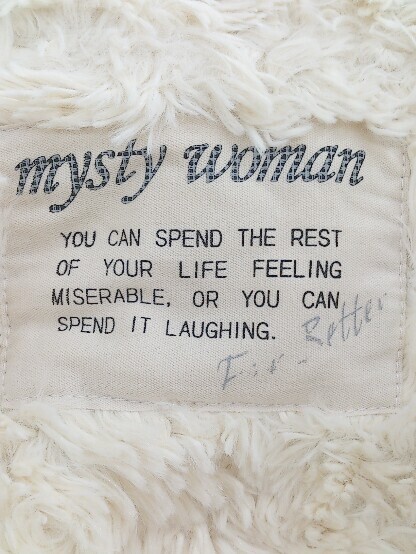 mysty woman
YOU CAN SPEND THE REST
OF YOUR LIFE FEELING
MISERABLE, OR YOU CAN
SPEND IT LAUGHING.
Better